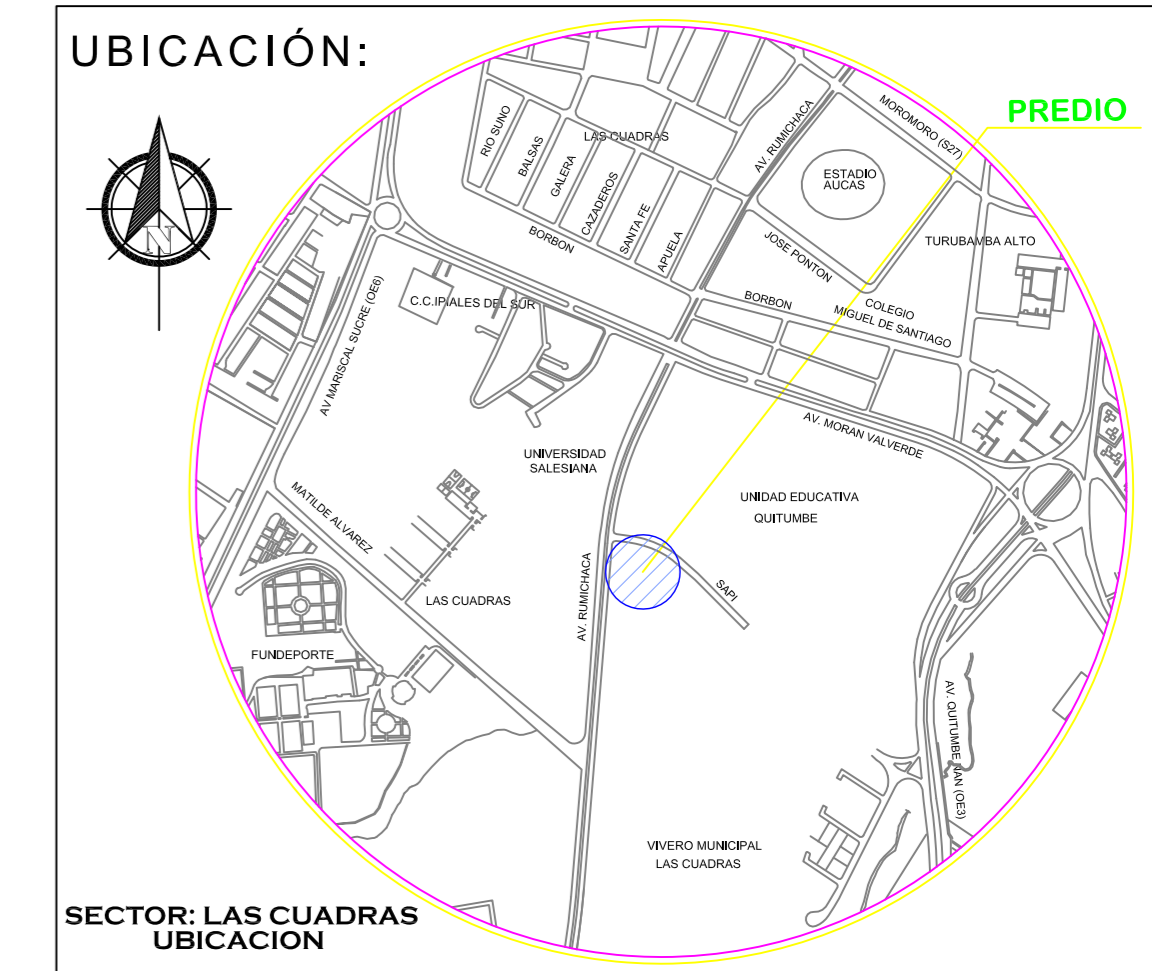 UBICACIÓN:
N
PREDIO
MOROMORO (S27)
AV. RUMICHACA
RIO SUNO
BALSAS
GALERA
CAZADEROS
SANTA FE
APUELA
LAS CUADRAS
ESTADIO
AUCAS
BORBON
JOSE PONTON
TURUBAMBA ALTO
C.C.IPIALES DEL SUR
BORBON
COLEGIO
MIGUEL DE SANTIAGO
AV MARISCAL SUCRE (OE6)
AV. MORAN VALVERDE
UNIVERSIDAD
SALESIANA
MATILDE ALVAREZ
UNIDAD EDUCATIVA
QUITUMBE
AV. RUMICHACA
SAPI
LAS CUADRAS
FUNDEPORTE
AV. QUITUMBE ÑAN (OE3)
VIVERO MUNICIPAL
LAS CUADRAS
SECTOR: LAS CUADRAS
UBICACION